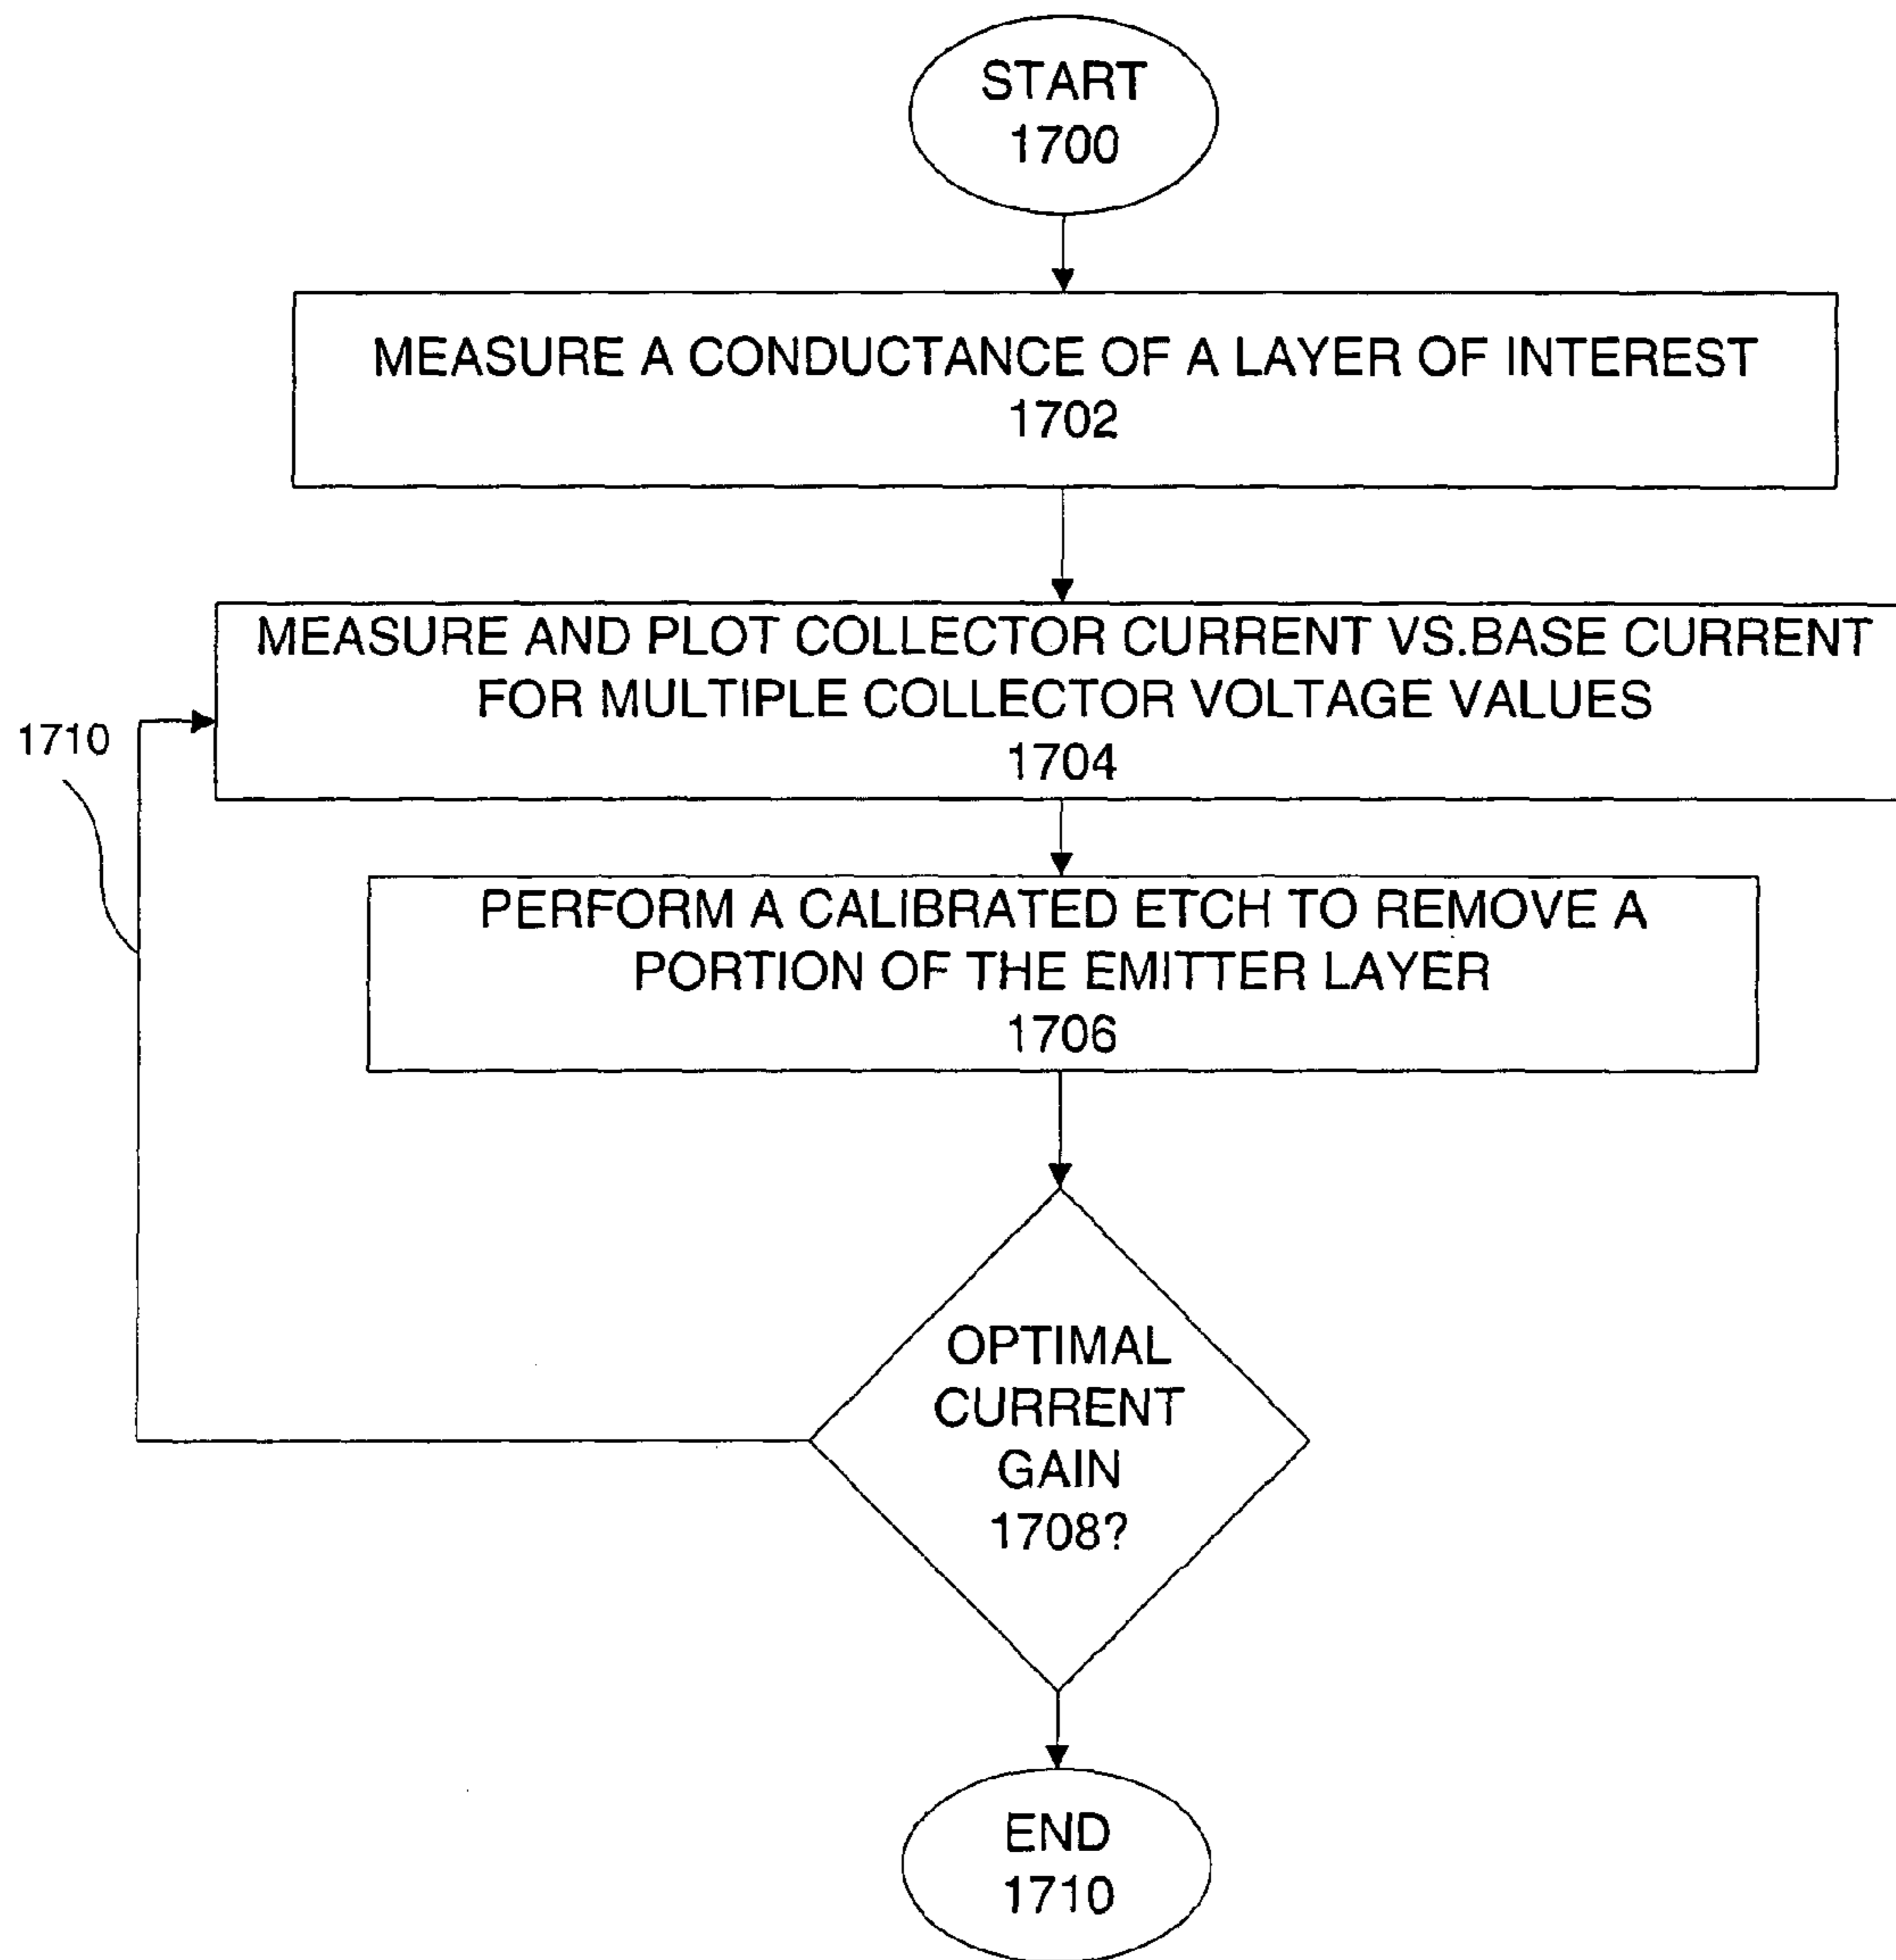 START
1700
MEASURE A CONDUCTANCE OF A LAYER OF INTEREST
1702
MEASURE AND PLOT COLLECTOR CURRENT VS.BASE CURRENT
FOR MULTIPLE COLLECTOR VOLTAGE VALUES
1704
1710
PERFORM A CALIBRATED ETCH TO REMOVE A
PORTION OF THE EMITTER LAYER
1706
OPTIMAL
CURRENT
GAIN
1708?
END
1710